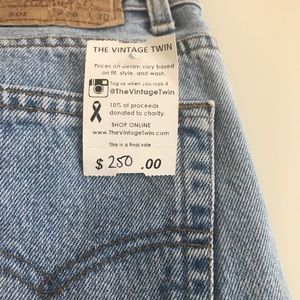 30
THE VINTAGE TWIN
Prices on denim vary based
on fit, style, and wash.
Tag us when you rock it
@TheVintageTwin
10% of proceeds
donated to charity.
SHOP ONLINE
www.TheVintageTwin.com
This is a final sale
$ 250 .00